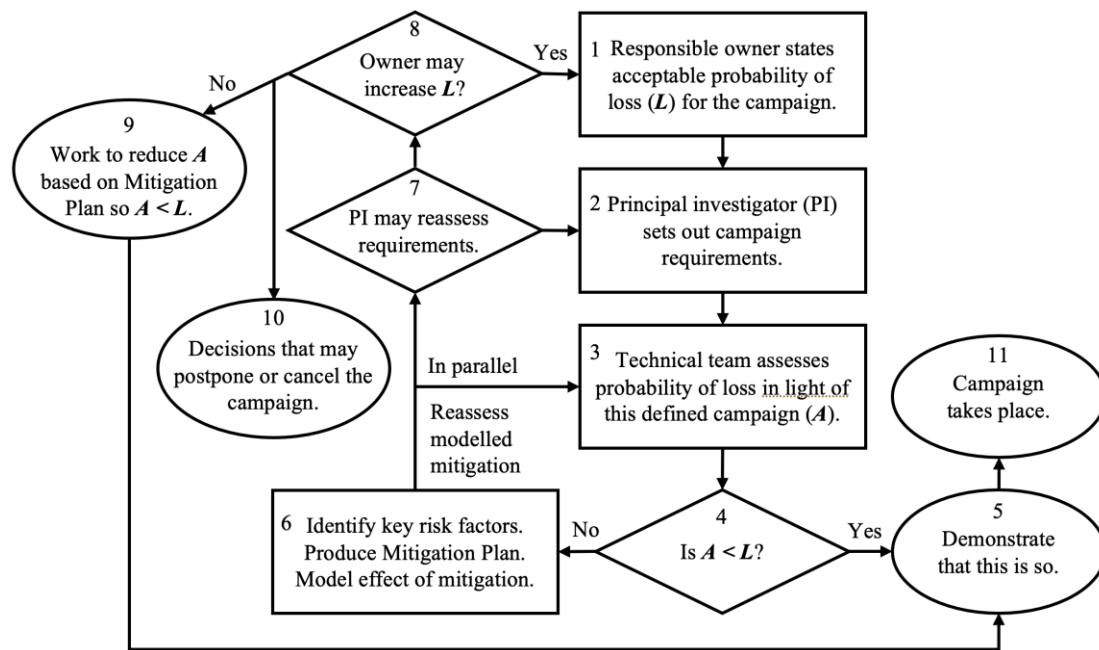 8
Owner may
increase L?
Yes
No
1 Responsible owner states
acceptable probability of
loss (L) for the campaign.
9
Work to reduce A
based on Mitigation
Plan so A < L.
7
PI may reassess
requirements.
2 Principal investigator (PI)
sets out campaign
requirements.
10
Decisions that may
postpone or cancel the
campaign.
In parallel
Reassess
modelled
mitigation
3 Technical team assesses
probability of loss in light of
this defined campaign (A).
11
Campaign
takes place.
6 Identify key risk factors.
Produce Mitigation Plan.
Model effect of mitigation.
No
4
Is A < L?
Yes
5
Demonstrate
that this is so.